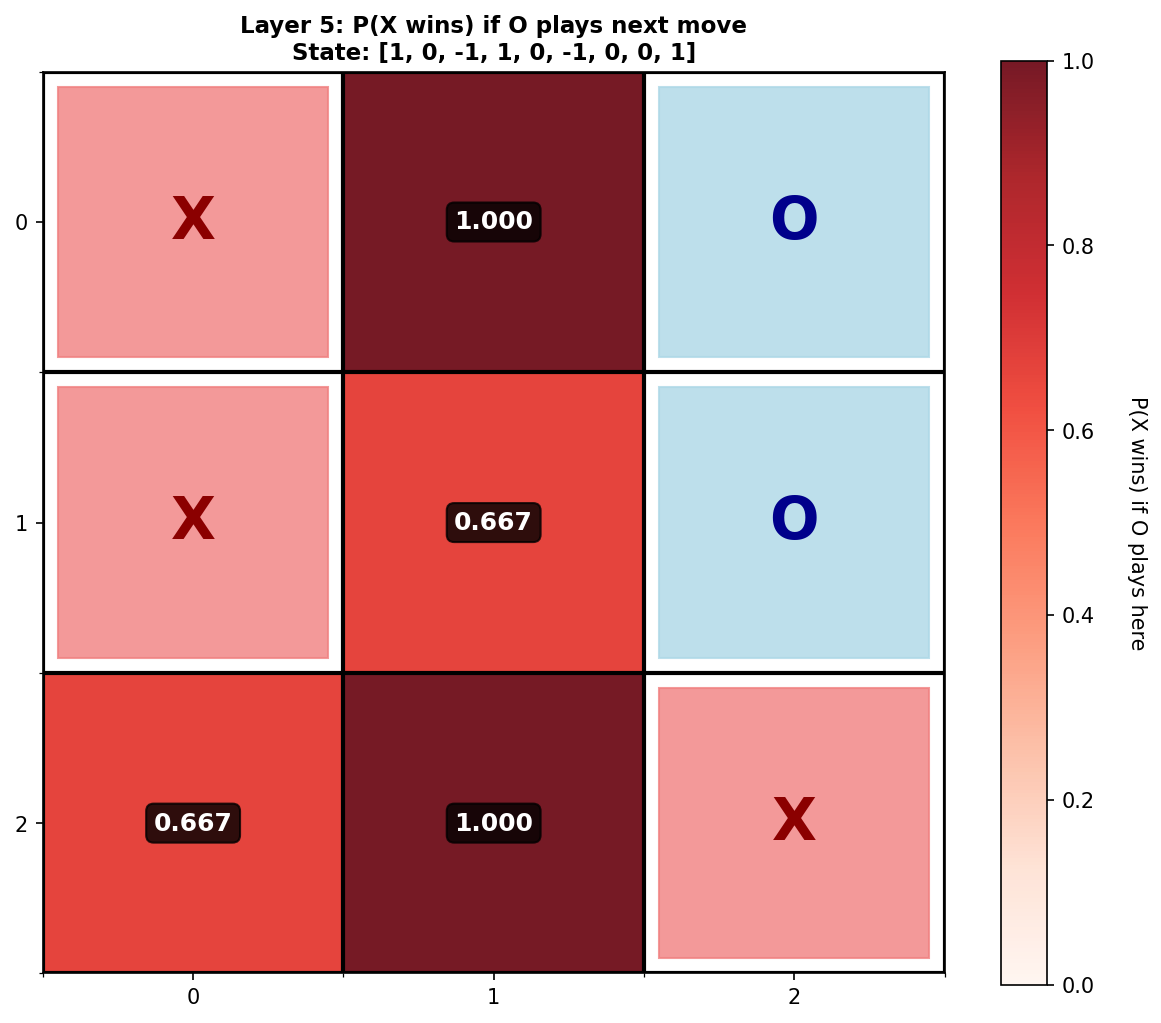 Layer 5: P(X wins) if O plays next move
State: [1, 0, -1, 1, 0, -1, 0, 0, 1]
0
X
1.000
O
1
X
0.667
O
2
0.667
1.000
X
0
1
2
1.0
0.8
0.6
0.4
0.2
0.0
P(X wins) if O plays here